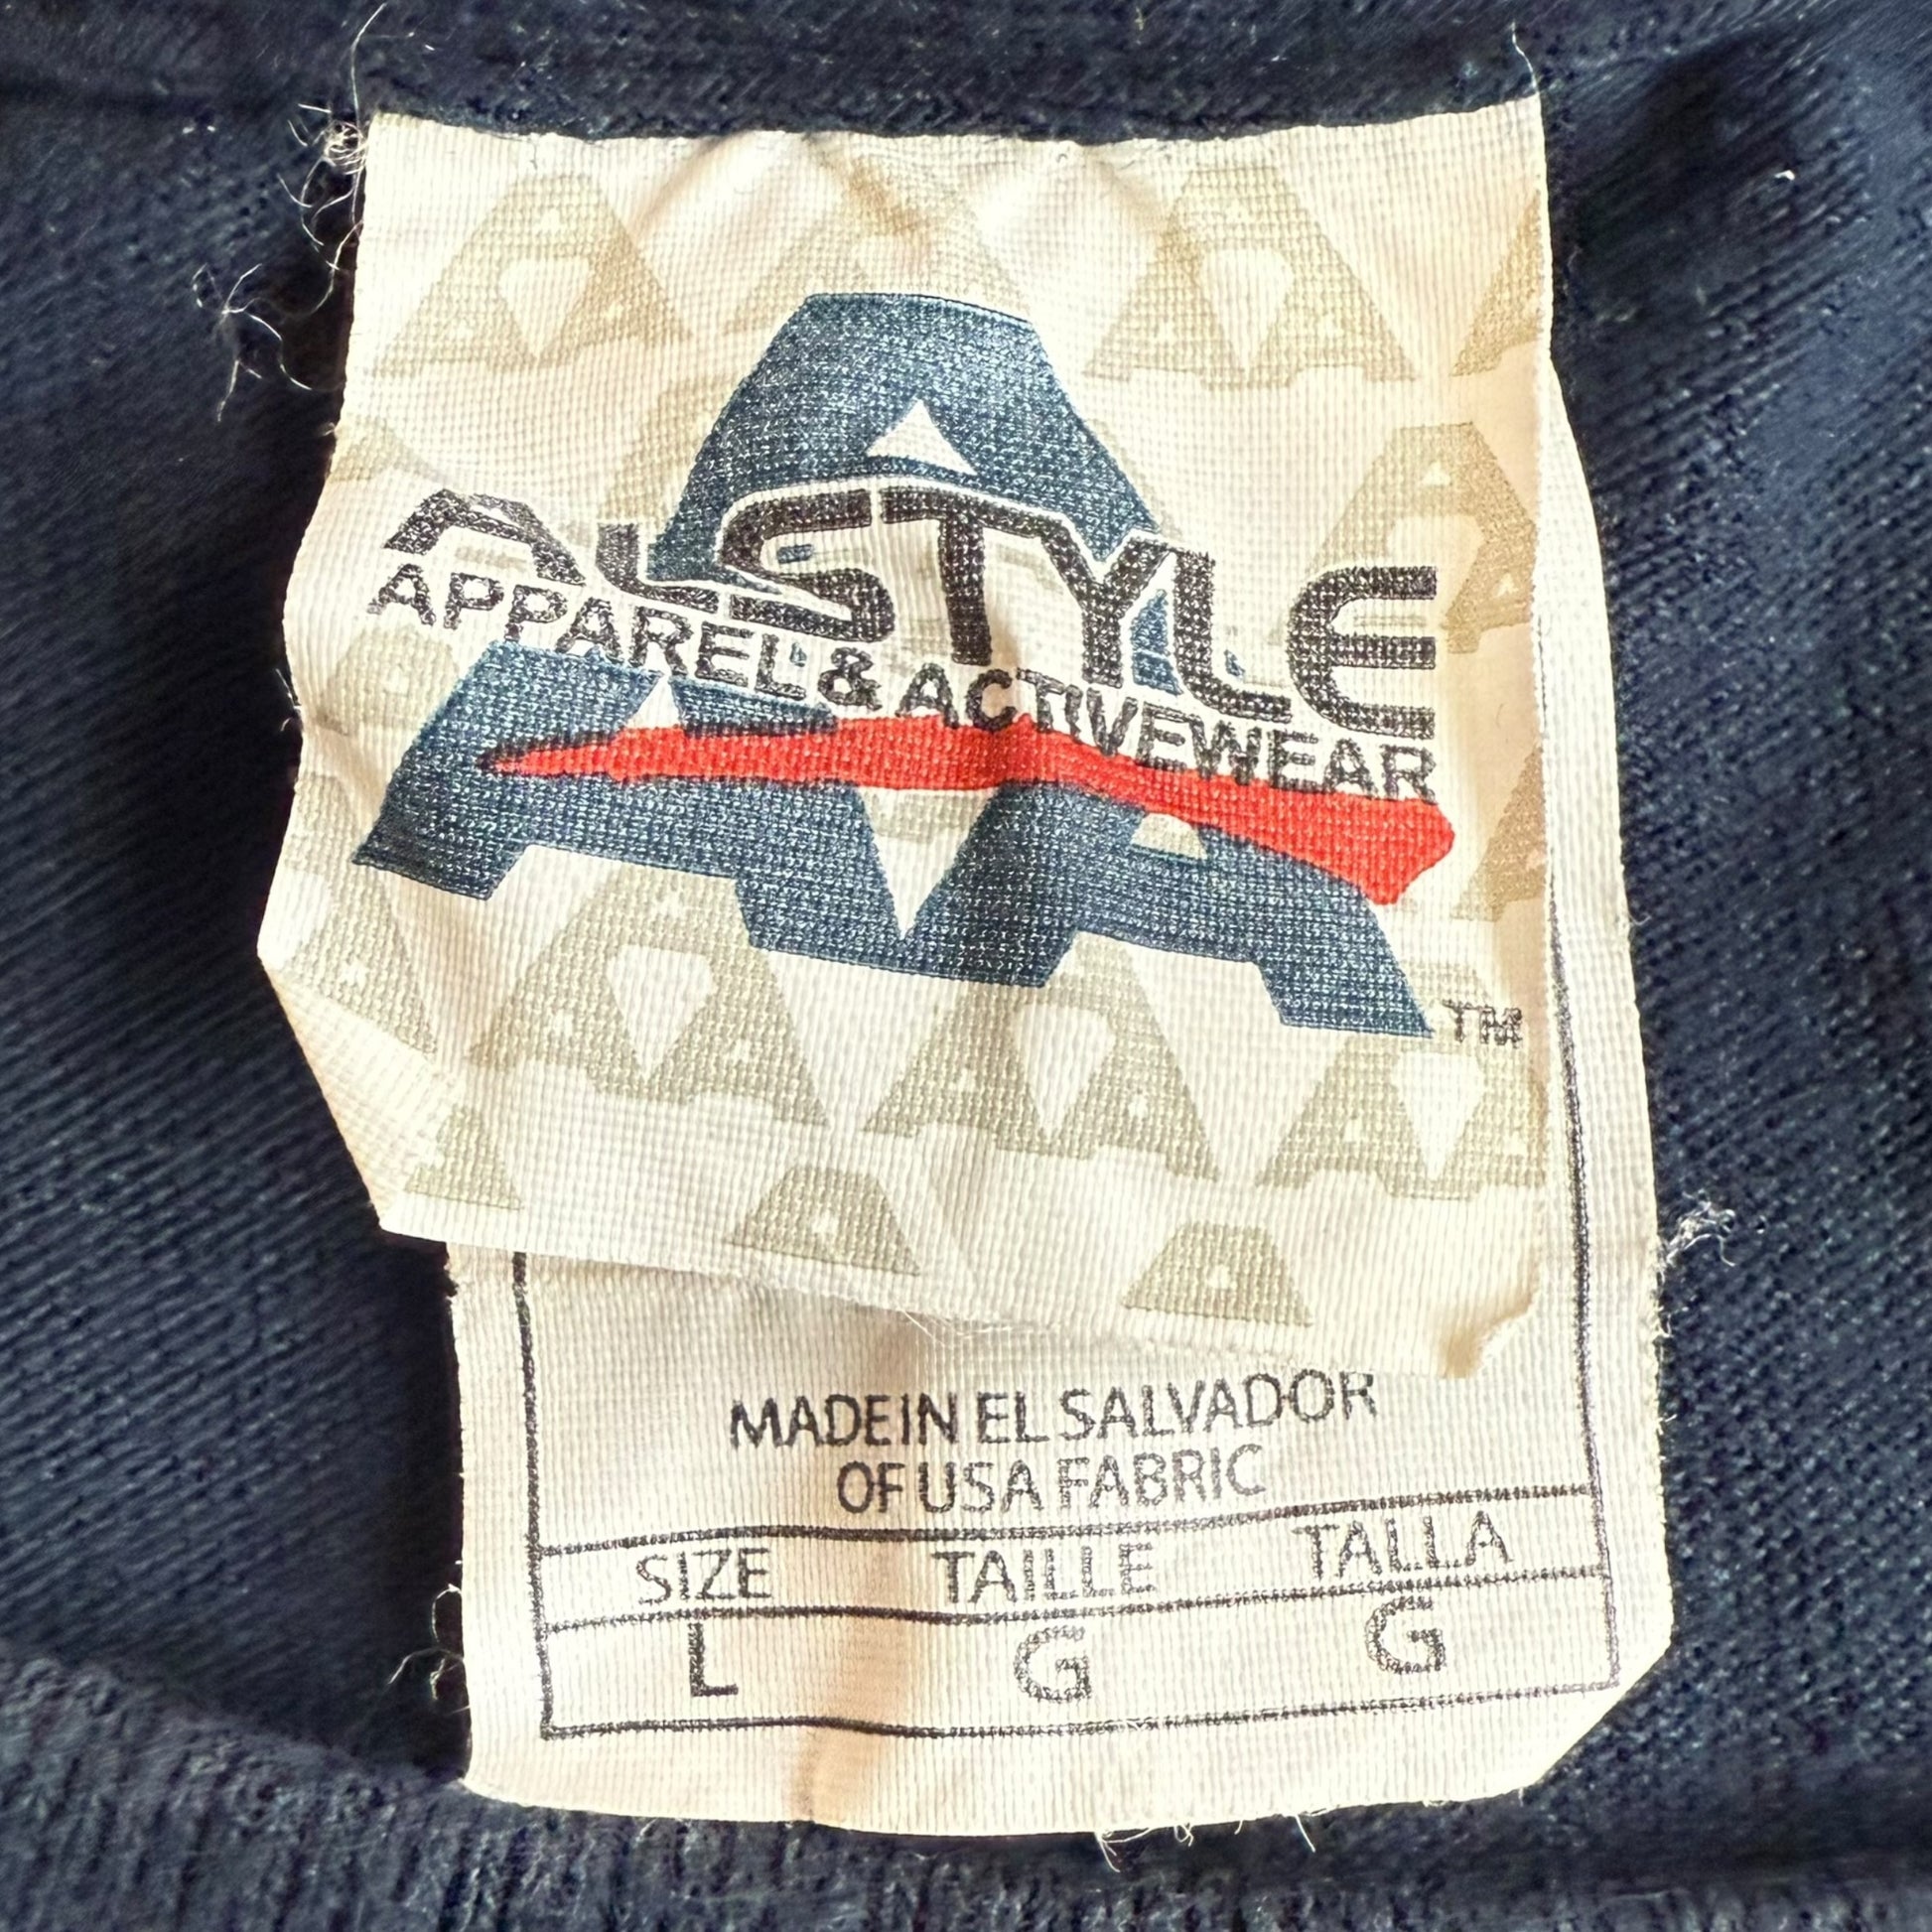 ALSTYLE
APPAREL & ACTIVEWEAR
TM
MADE IN EL SALVADOR
OF USA FABRIC
SIZE TAILLE TALLA
L G G